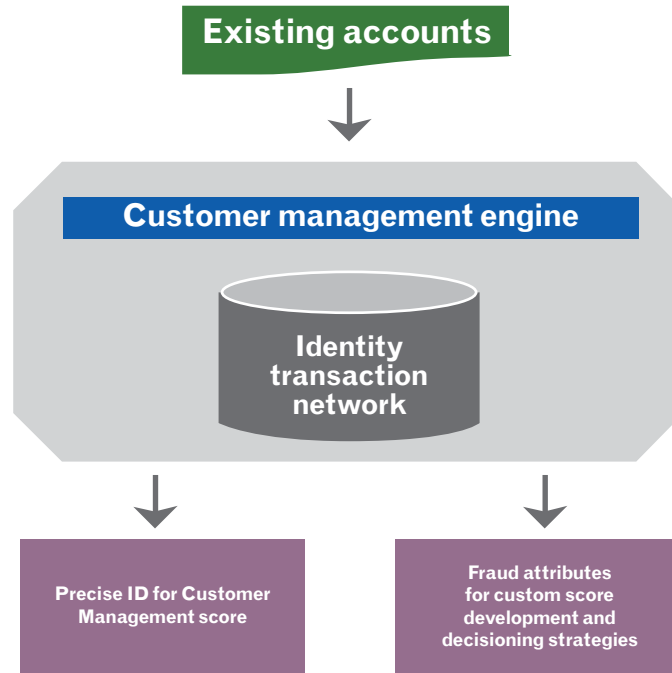 Existing accounts
Customer management engine
Identity
transaction
network
Precise ID for Customer
Management score
Fraud attributes
for custom score
development and
decisioning strategies